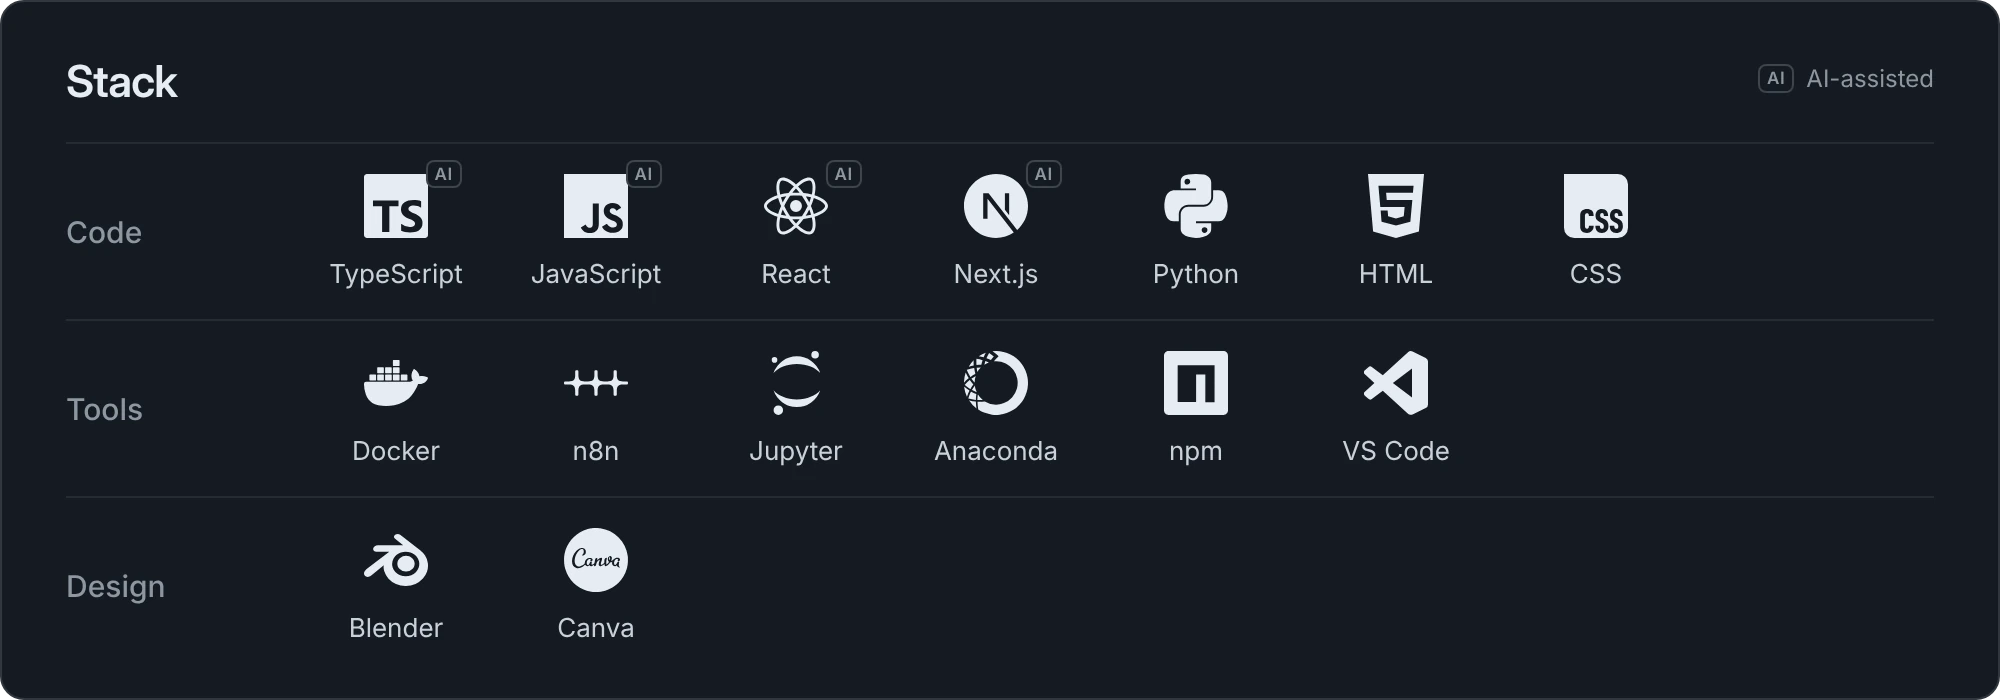 Stack
AI AI-assisted
Code
AI AI AI AI
TS JS N 5 CSS
TypeScript JavaScript React Next.js Python HTML CSS
Tools
n
Docker n8n Jupyter Anaconda npm VS Code
Design
Canva
Blender Canva